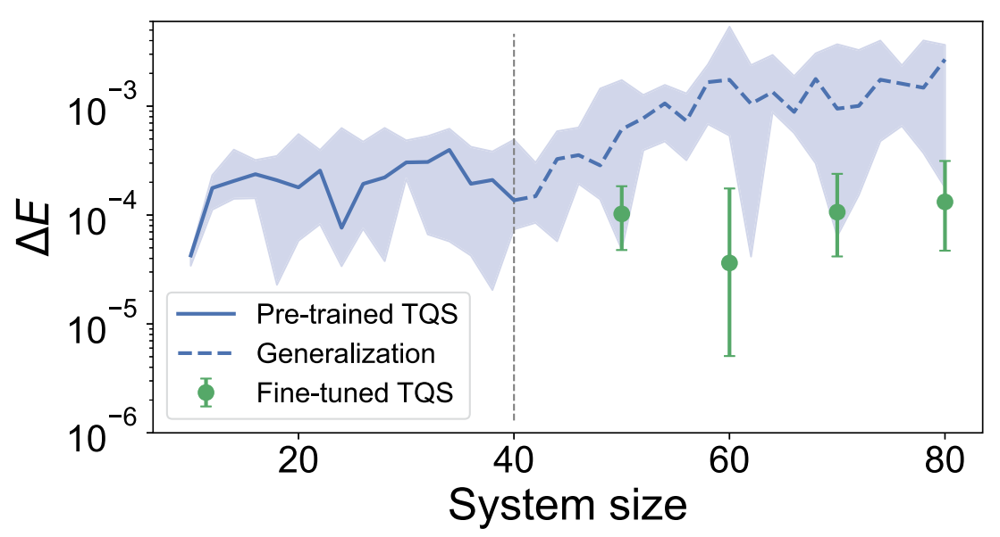 10⁻³
10⁻⁴
10⁻⁵
10⁻⁶
ΔE
Pre-trained TQS
Generalization
Fine-tuned TQS
20 40 60 80
System size